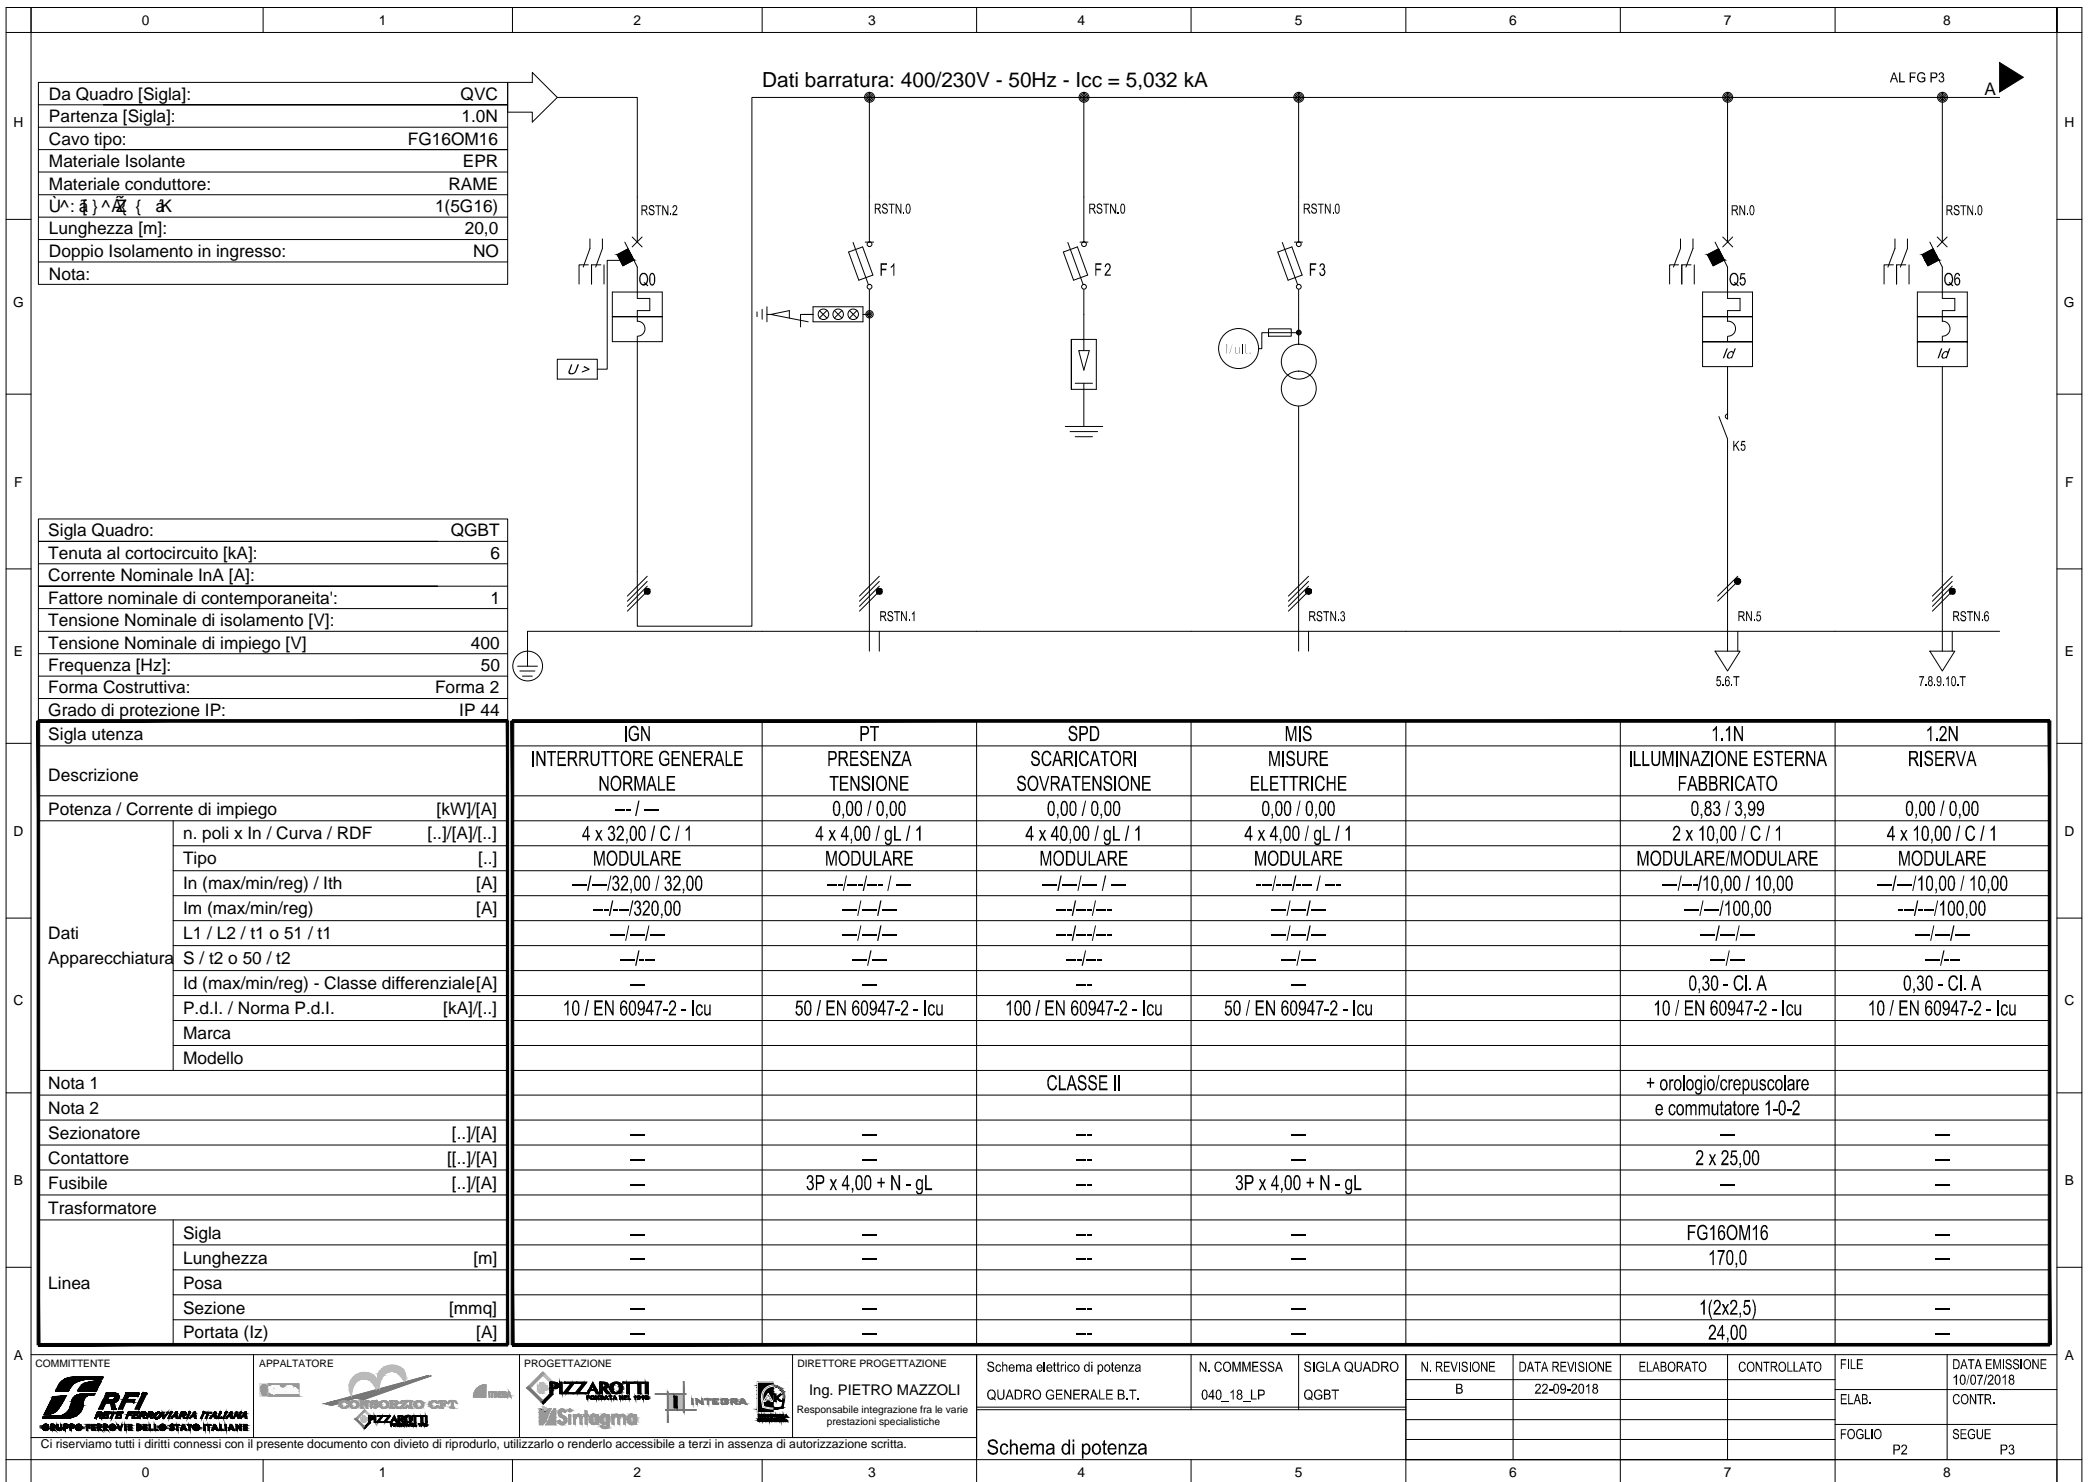 0 1 2 3 4 5 6 7 8
Dati barratura: 400/230V - 50Hz - Icc = 5,032 kA
AL FG P3
A
Da Quadro [Sigla]: QVC
Partenza [Sigla]: 1.0N
Cavo tipo: FG16OM16
Materiale Isolante EPR
Materiale conduttore: RAME
1(5G16)
Lunghezza [m]: 20,0
Doppio Isolamento in ingresso: NO
Nota:
H H
G G
F F
E E
D D
C C
B B
A A
RSTN.2 RSTN.0 RSTN.0 RSTN.0 RN.0 RSTN.0
Q0 F1 F2 F3 Q5 Q6
U >
Id Id
K5
Sigla Quadro: QGBT
Tenuta al cortocircuito [kA]: 6
Corrente Nominale InA [A]:
Fattore nominale di contemporaneita': 1
Tensione Nominale di isolamento [V]:
Tensione Nominale di impiego [V] 400
Frequenza [Hz]: 50
Forma Costruttiva: Forma 2
Grado di protezione IP: IP 44
RSTN.1 RSTN.3 RN.5 RSTN.6
5.6.T 7.8.9.10.T
Sigla utenza IGN PT SPD MIS 1.1N 1.2N
Descrizione INTERRUTTORE GENERALE NORMALE PRESENZA TENSIONE SCARICATORI SOVRATENSIONE MISURE ELETTRICHE ILLUMINAZIONE ESTERNA FABBRICATO RISERVA
Potenza / Corrente di impiego [kW]/[A] --- / --- 0,00 / 0,00 0,00 / 0,00 0,00 / 0,00 0,83 / 3,99 0,00 / 0,00
Dati Apparecchiatura
n. poli x In / Curva / RDF [..]/[A]/[..] 4 x 32,00 / C / 1 4 x 4,00 / gL / 1 4 x 40,00 / gL / 1 4 x 4,00 / gL / 1 2 x 10,00 / C / 1 4 x 10,00 / C / 1
Tipo [..] MODULARE MODULARE MODULARE MODULARE MODULARE/MODULARE MODULARE
In (max/min/reg) / Ith [A] ---/---/32,00 / 32,00 ---/---/--- / --- ---/---/--- / --- ---/---/--- / --- ---/---/10,00 / 10,00 ---/---/10,00 / 10,00
Im (max/min/reg) [A] ---/---/320,00 ---/---/--- ---/---/--- ---/---/--- ---/---/100,00 ---/---/100,00
L1 / L2 / t1 o 51 / t1 ---/---/--- ---/---/--- ---/---/--- ---/---/--- ---/---/--- ---/---/---
S / t2 o 50 / t2 ---/--- ---/--- ---/--- ---/--- ---/--- ---/---
Id (max/min/reg) - Classe differenziale[A] --- --- --- --- 0,30 - Cl. A 0,30 - Cl. A
P.d.I. / Norma P.d.I. [kA]/[..] 10 / EN 60947-2 - Icu 50 / EN 60947-2 - Icu 100 / EN 60947-2 - Icu 50 / EN 60947-2 - Icu 10 / EN 60947-2 - Icu 10 / EN 60947-2 - Icu
Marca
Modello
Nota 1 CLASSE II + orologio/crepuscolare
Nota 2 e commutatore 1-0-2
Sezionatore [..]/[A] --- --- --- --- --- ---
Contattore [[..]/[A] --- --- --- --- 2 x 25,00 ---
Fusibile [..]/[A] --- 3P x 4,00 + N - gL --- 3P x 4,00 + N - gL --- ---
Trasformatore
Linea
Sigla --- --- --- --- FG16OM16 ---
Lunghezza [m] --- --- --- --- 170,0 ---
Posa
Sezione [mmq] --- --- --- --- 1(2x2,5) ---
Portata (Iz) [A] --- --- --- --- 24,00 ---
COMMITTENTE
RFI
RETE FERROVIARIA ITALIANA
GRUPPO FERROVIE DELLO STATO ITALIANE
APPALTATORE
CONSORZIO CFT
PIZZAROTTI
PROGETTAZIONE
PIZZAROTTI
FONDATA NEL 1910
Sintagma
INTEGRA
DIRETTORE PROGETTAZIONE
Ing. PIETRO MAZZOLI
Responsabile integrazione fra le varie
prestazioni specialistiche
Ci riserviamo tutti i diritti connessi con il presente documento con divieto di riprodurlo, utilizzarlo o renderlo accessibile a terzi in assenza di autorizzazione scritta.
Schema elettrico di potenza
QUADRO GENERALE B.T.
Schema di potenza
N. COMMESSA
040_18_LP
SIGLA QUADRO
QGBT
N. REVISIONE
B
DATA REVISIONE
22-09-2018
ELABORATO
CONTROLLATO
FILE
DATA EMISSIONE
10/07/2018
ELAB.
CONTR.
FOGLIO
P2
SEGUE
P3
0 1 2 3 4 5 6 7 8